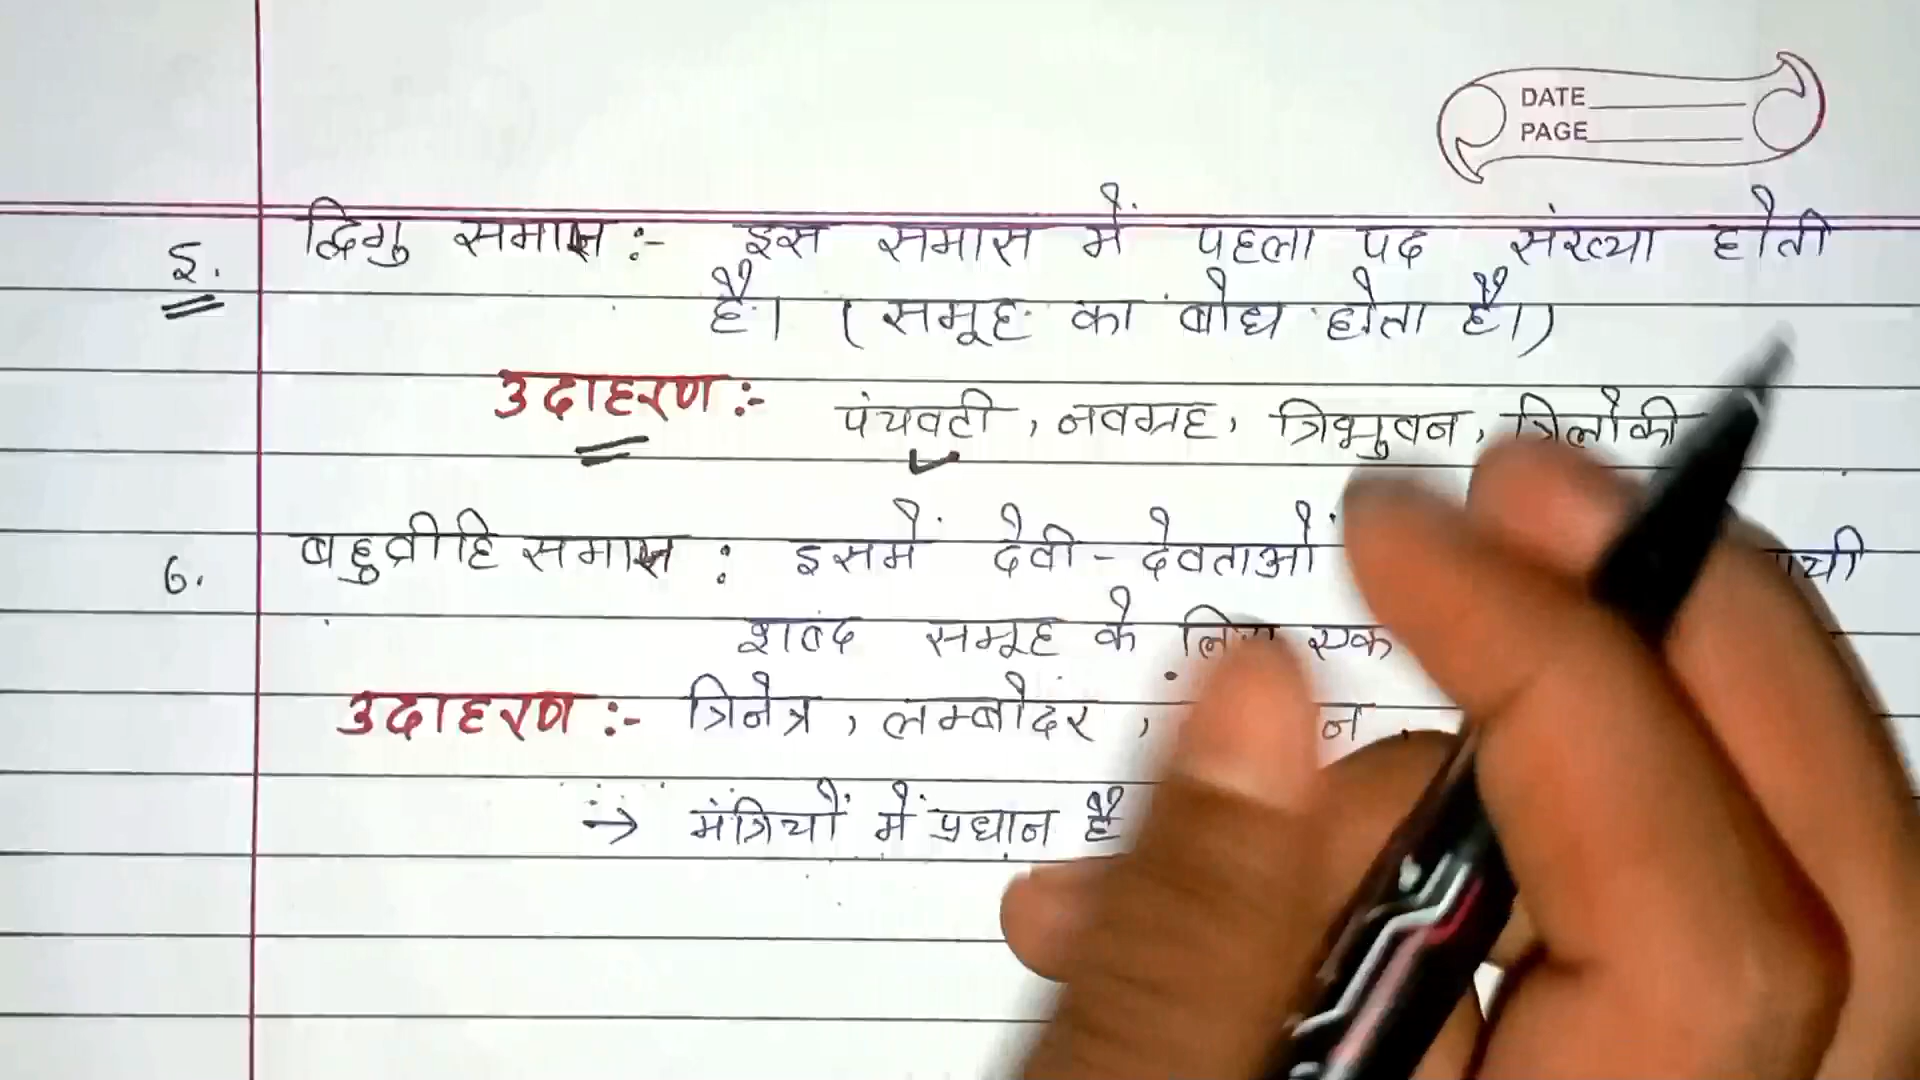 DATE
PAGE
5. द्विगु समास :- इस समास में पहला पद संख्या होती
है। (समूह का बोध होता है।)
उदाहरण :- पंचवटी, नवग्रह, त्रिभुवन, त्रिलोकी
6. बहुव्रीहि समास : इसमें देवी - देवताओं
शब्द समूह के लिए एक
उदाहरण :- त्रिनेत्र, लम्बोदर,
→ मंत्रियों में प्रधान है